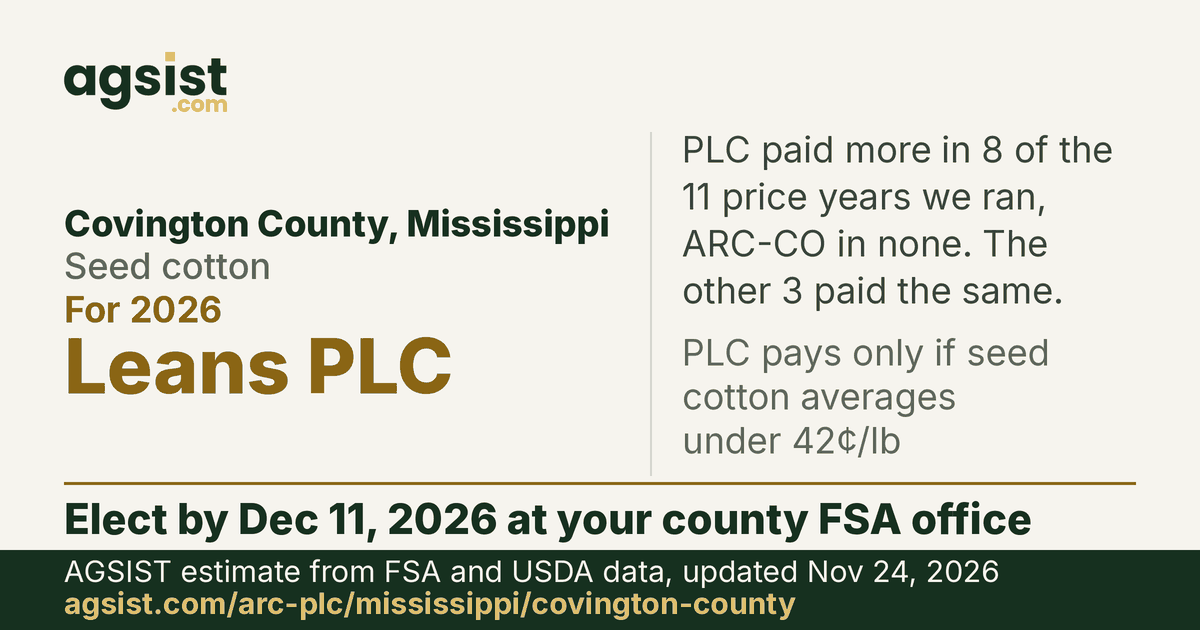 agsist
.com
Covington County, Mississippi
Seed cotton
For 2026
Leans PLC
PLC paid more in 8 of the
11 price years we ran,
ARC-CO in none. The
other 3 paid the same.
PLC pays only if seed
cotton averages
under 42¢/lb
Elect by Dec 11, 2026 at your county FSA office
AGSIST estimate from FSA and USDA data, updated Nov 24, 2026
agsist.com/arc-plc/mississippi/covington-county